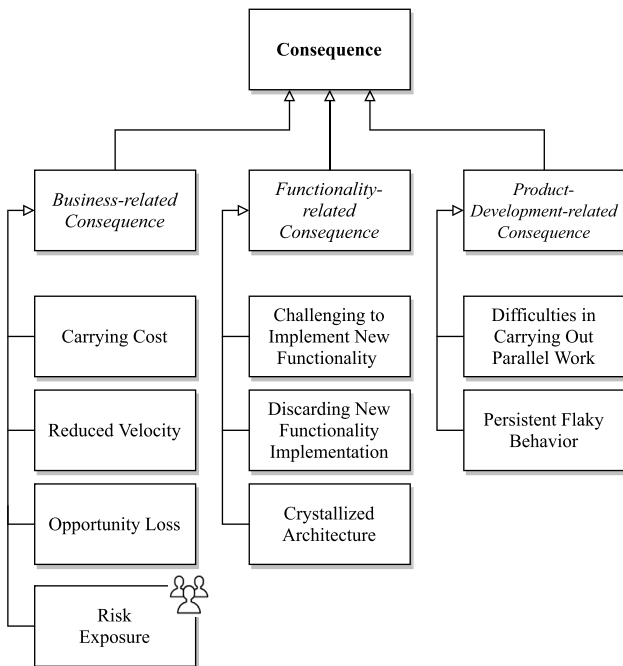 Consequence
Business-related
Consequence
Functionality-
related
Consequence
Product-
Development-related
Consequence
Carrying Cost
Reduced Velocity
Opportunity Loss
Risk
Exposure
Challenging to
Implement New
Functionality
Discarding New
Functionality
Implementation
Crystallized
Architecture
Difficulties in
Carrying Out
Parallel Work
Persistent Flaky
Behavior